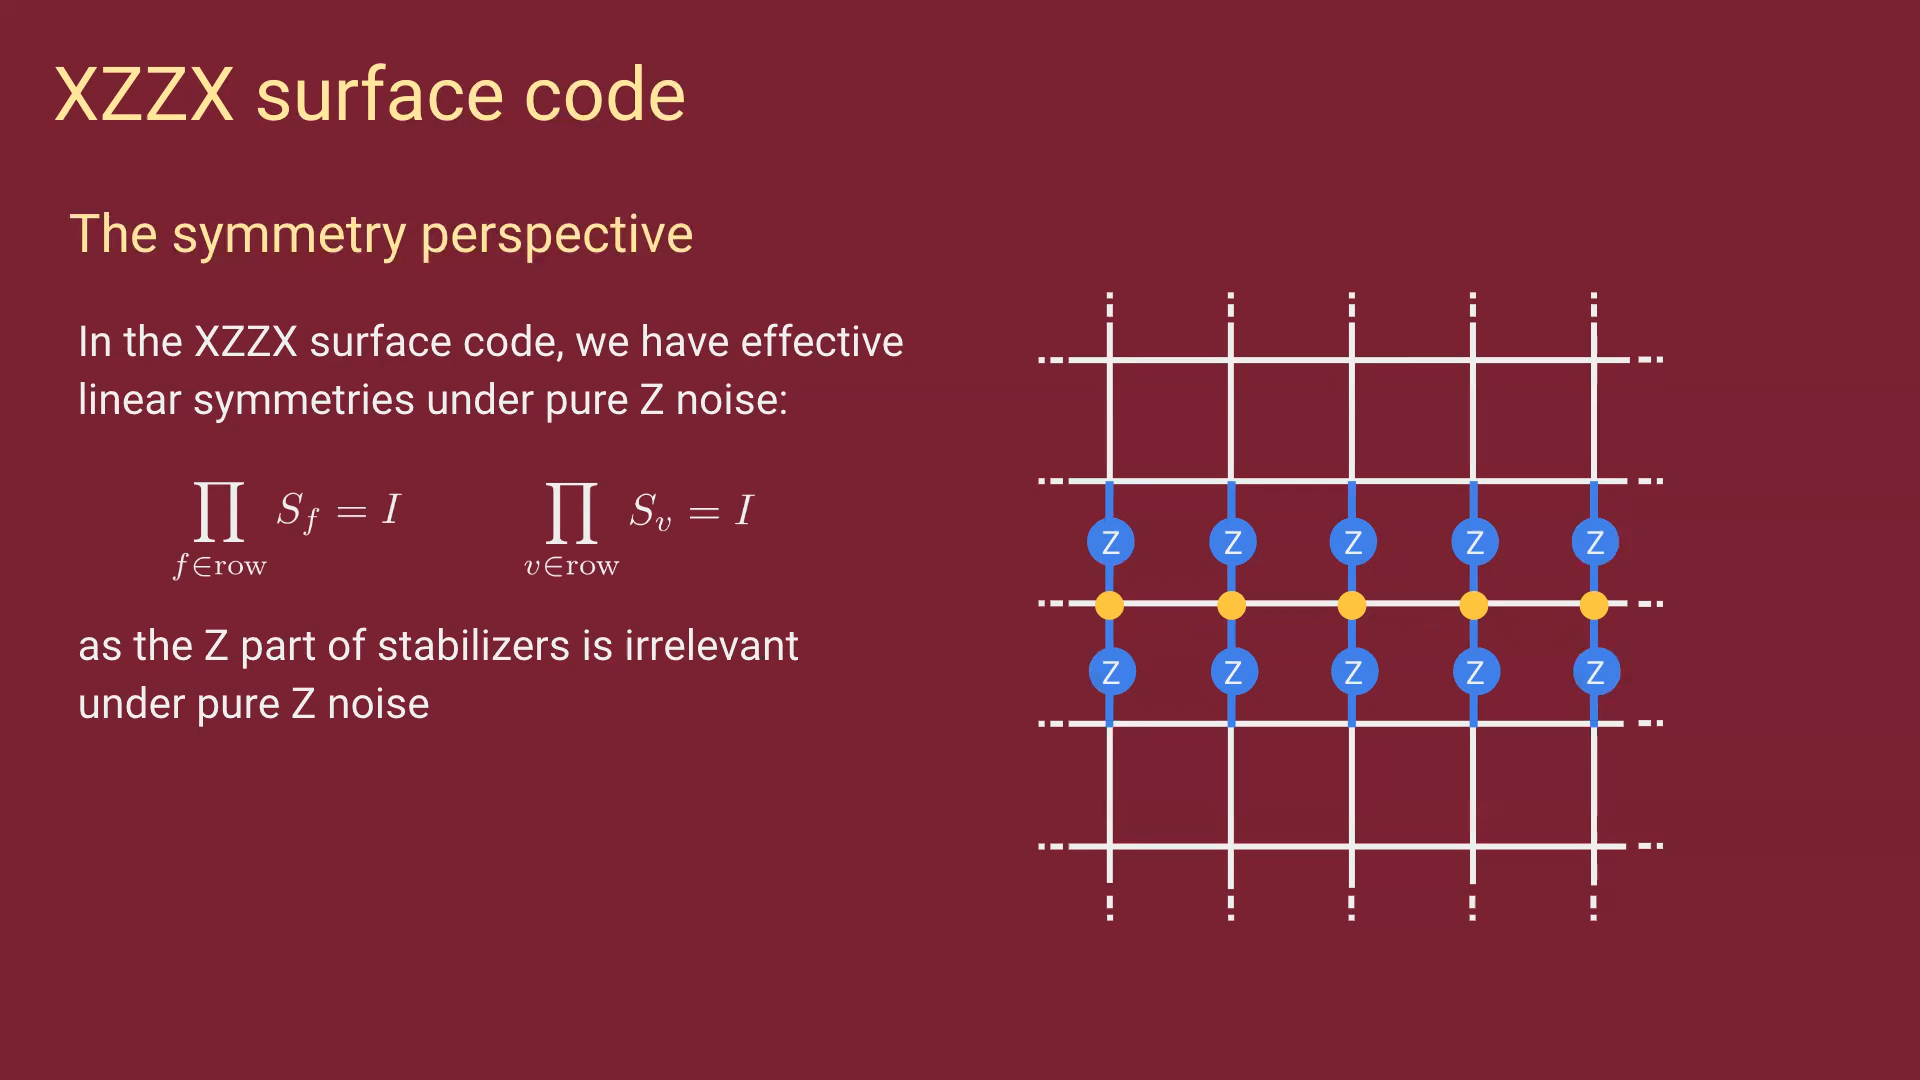 XZZX surface code
The symmetry perspective
In the XZZX surface code, we have effective
linear symmetries under pure Z noise:
∏_{f∈row} S_f = I    ∏_{v∈row} S_v = I
as the Z part of stabilizers is irrelevant
under pure Z noise
Z Z Z Z Z
Z Z Z Z Z